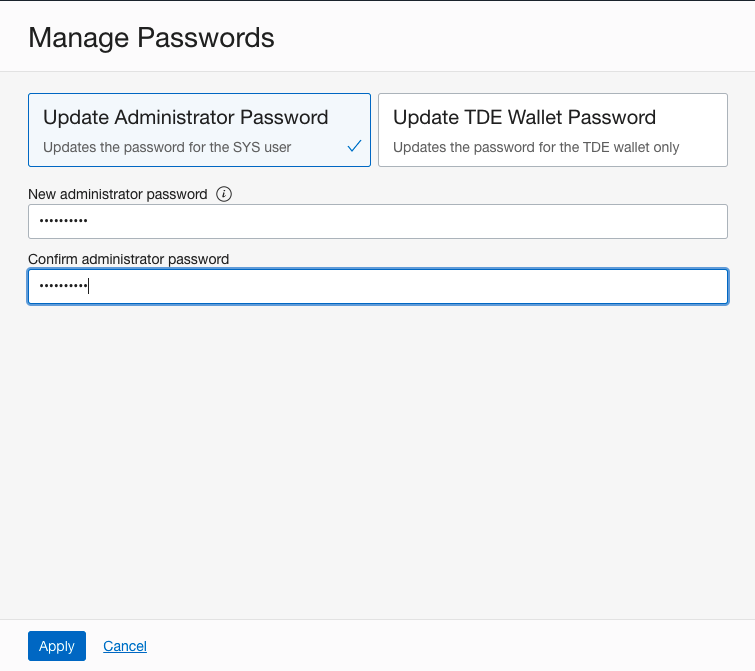 Manage Passwords
Update Administrator Password
Updates the password for the SYS user
Update TDE Wallet Password
Updates the password for the TDE wallet only
New administrator password
••••••••••
Confirm administrator password
••••••••••
Apply Cancel